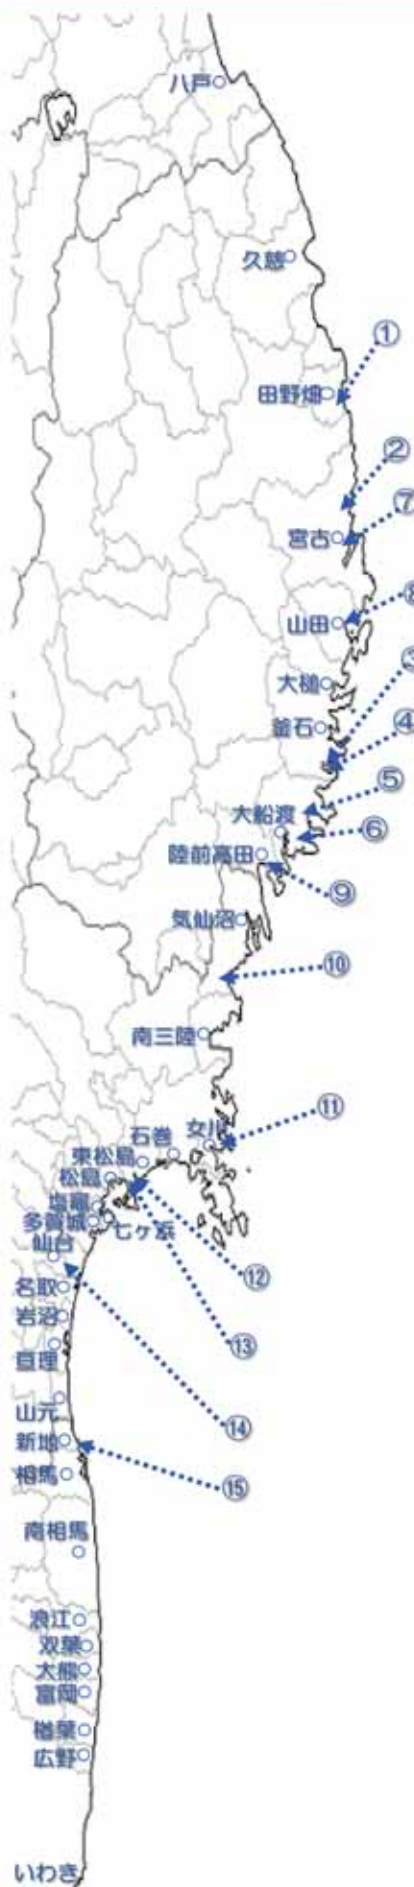 八戸
久慈
①
田野畑
②
⑦
宮古
⑧
山田
③
大槌
④
釜石
⑤
大船渡
⑥
陸前高田
⑨
気仙沼
⑩
南三陸
⑪
女川
石巻
東松島
松島
塩竈
多賀城
七ヶ浜
仙台
⑫
名取
岩沼
⑬
亘理
山元
⑭
新地
相馬
⑮
南相馬
浪江
双葉
大熊
富岡
楢葉
広野
いわき